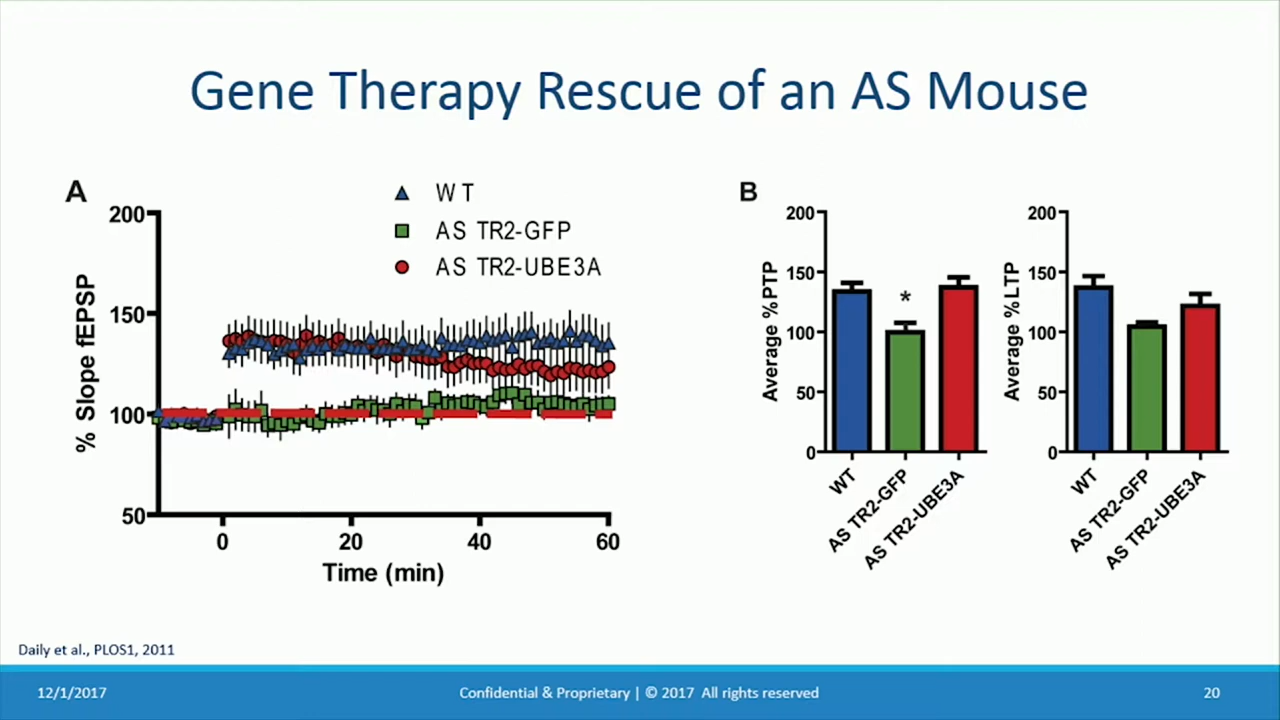 Gene Therapy Rescue of an AS Mouse
A
WT
AS TR2-GFP
AS TR2-UBE3A
200
150
100
50
% Slope fEPSP
0 20 40 60
Time (min)
B
200
150
100
50
0
Average %PTP
WT
AS TR2-GFP
AS TR2-UBE3A
*
200
150
100
50
0
Average %LTP
WT
AS TR2-GFP
AS TR2-UBE3A
Daily et al., PLOS1, 2011
12/1/2017
Confidential & Proprietary | © 2017 All rights reserved
20